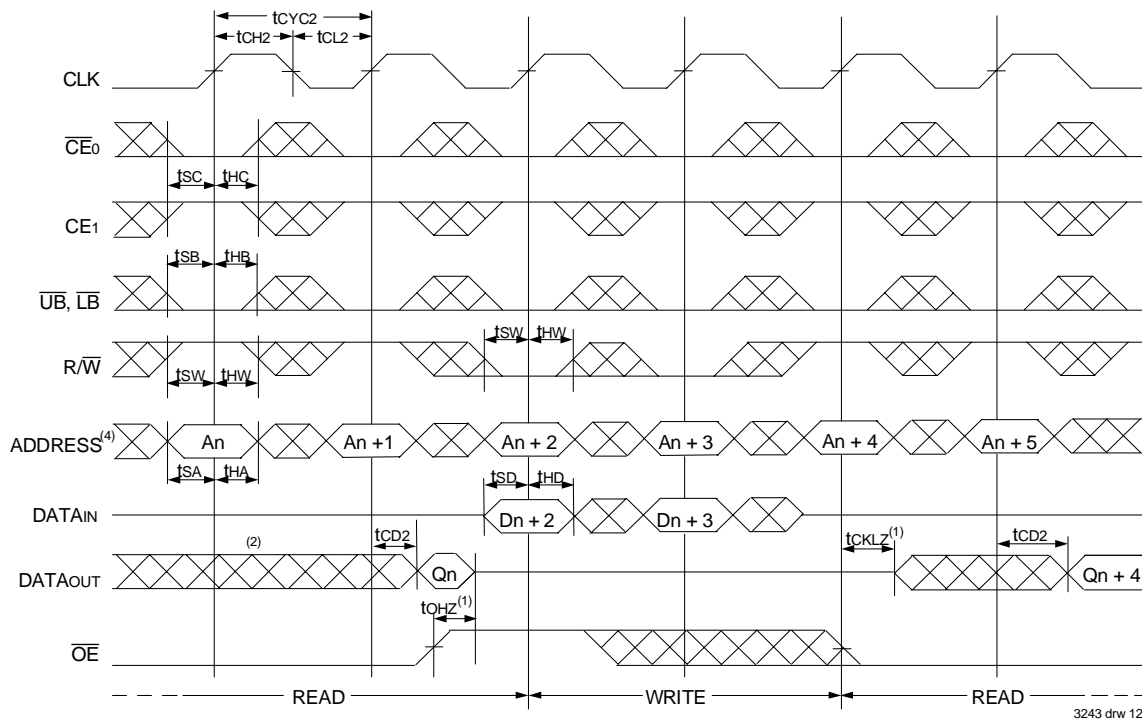 tCYC2
tCH2 tCL2
CLK
CE0
tSC tHC
CE1
tSB tHB
UB, LB
tSW tHW
R/W
tSW tHW
ADDRESS(4) An An + 1 An + 2 An + 3 An + 4 An + 5
tSA tHA tSD tHD
DATAIN Dn + 2 Dn + 3
(2) tCD2 tCKLZ(1) tCD2
DATAOUT Qn Qn + 4
tOHZ(1)
OE
READ WRITE READ
3243 drw 12